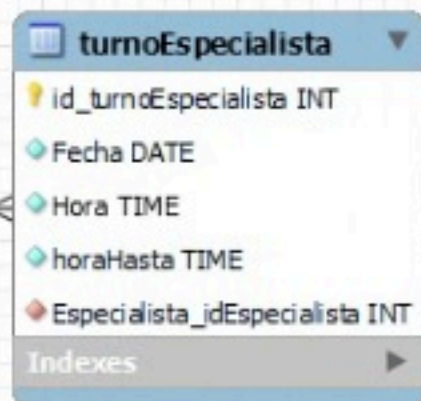 turnoEspecialista
id_turnoEspecialista INT
Fecha DATE
Hora TIME
horaHasta TIME
Especialista_idEspecialista INT
Indexes